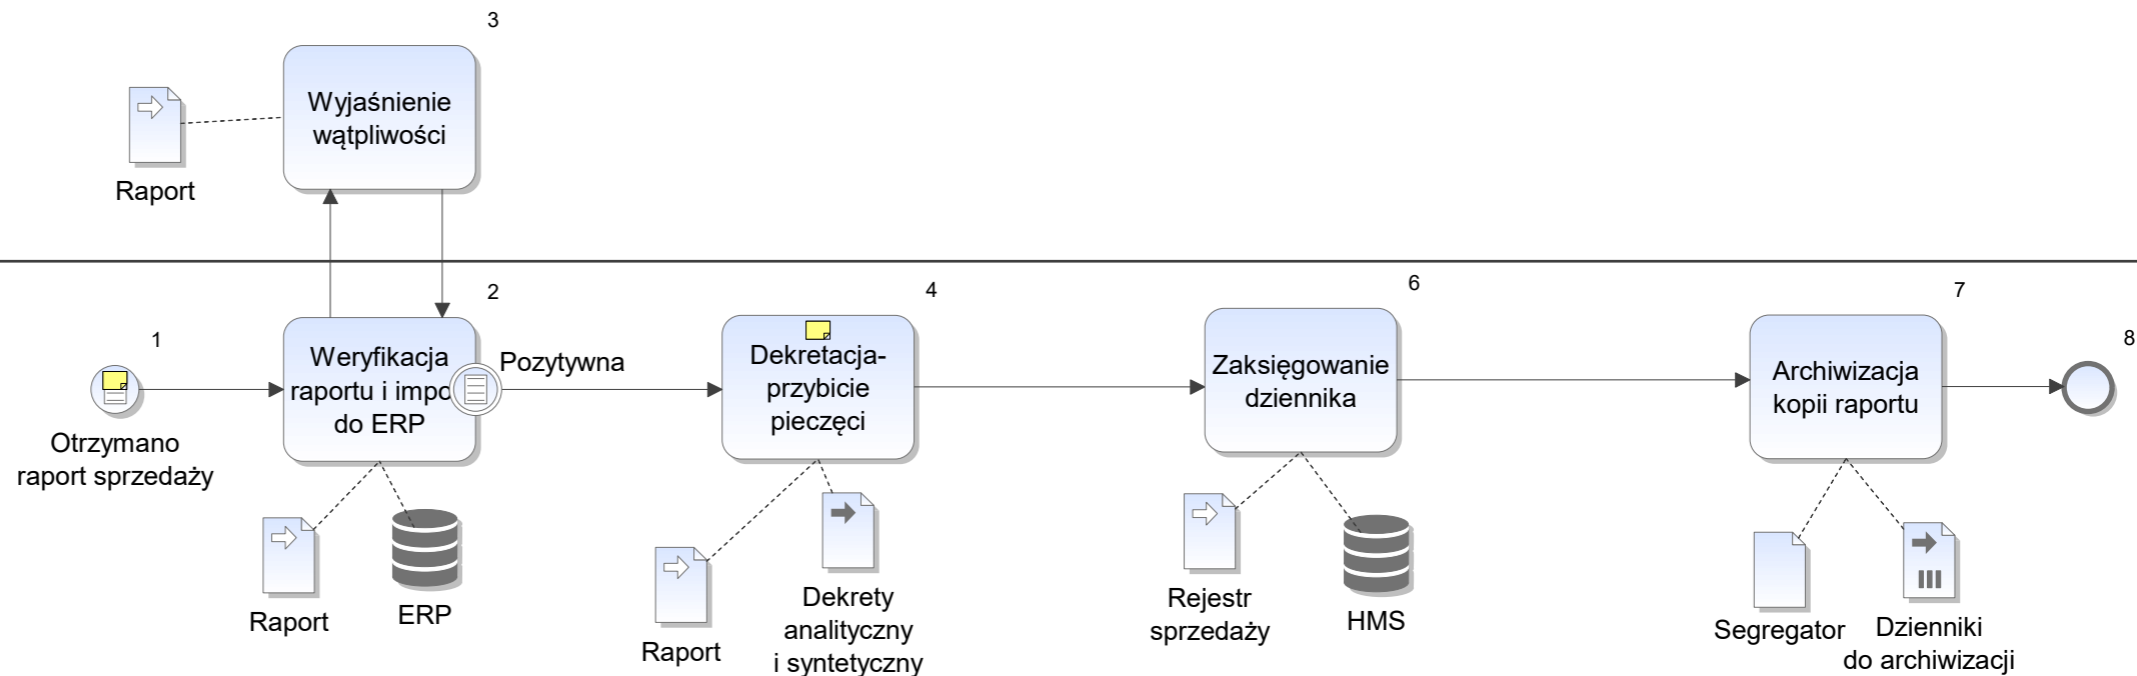 3
Wyjaśnienie
wątpliwości
Raport
1
Otrzymano
raport sprzedaży
2
Weryfikacja
raportu i impo
do ERP
Pozytywna
Raport
ERP
4
Dekretacja-
przybicie
pieczęci
Raport
Dekrety
analityczny
i syntetyczny
6
Zaksięgowanie
dziennika
Rejestr
sprzedaży
HMS
7
Archiwizacja
kopii raportu
Segregator
Dzienniki
do archiwizacji
8